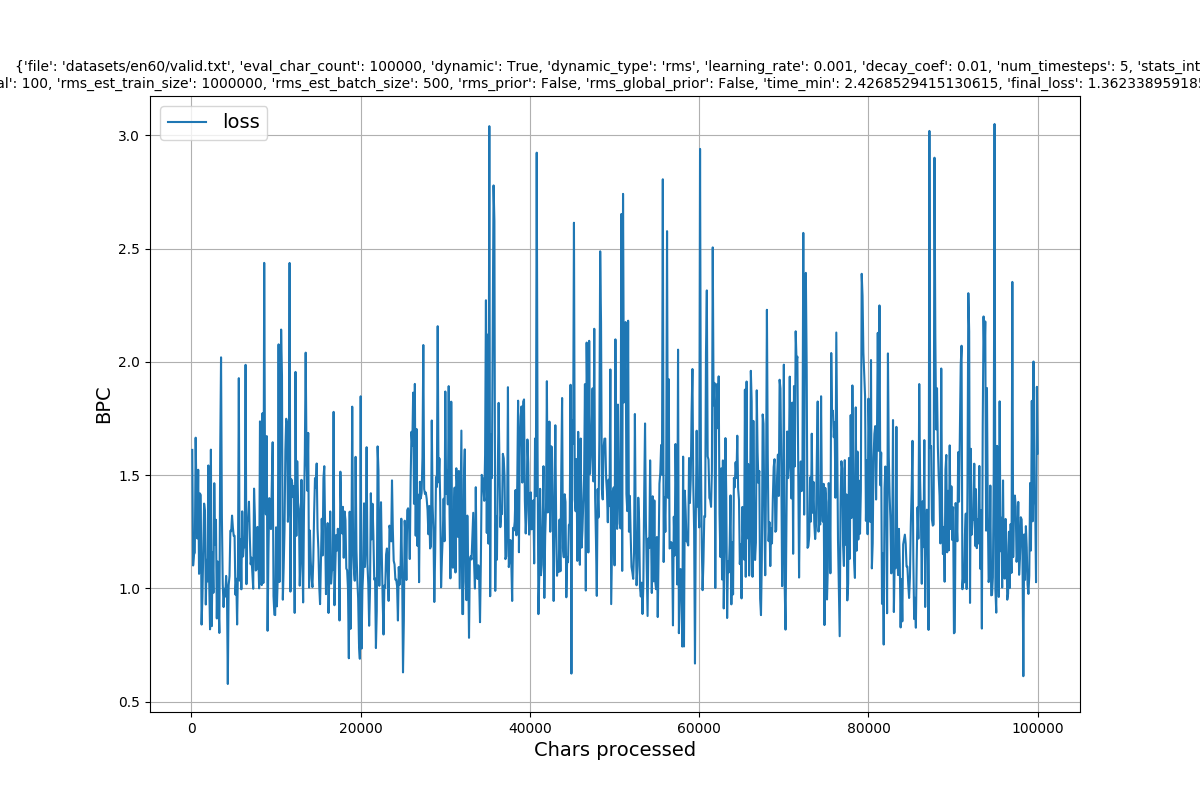 {'file': 'datasets/en60/valid.txt', 'eval_char_count': 100000, 'dynamic': True, 'dynamic_type': 'rms', 'learning_rate': 0.001, 'decay_coef': 0.01, 'num_timesteps': 5, 'stats_int
al': 100, 'rms_est_train_size': 1000000, 'rms_est_batch_size': 500, 'rms_prior': False, 'rms_global_prior': False, 'time_min': 2.4268529415130615, 'final_loss': 1.362338959185
loss
3.0
2.5
2.0
1.5
1.0
0.5
BPC
0 20000 40000 60000 80000 100000
Chars processed